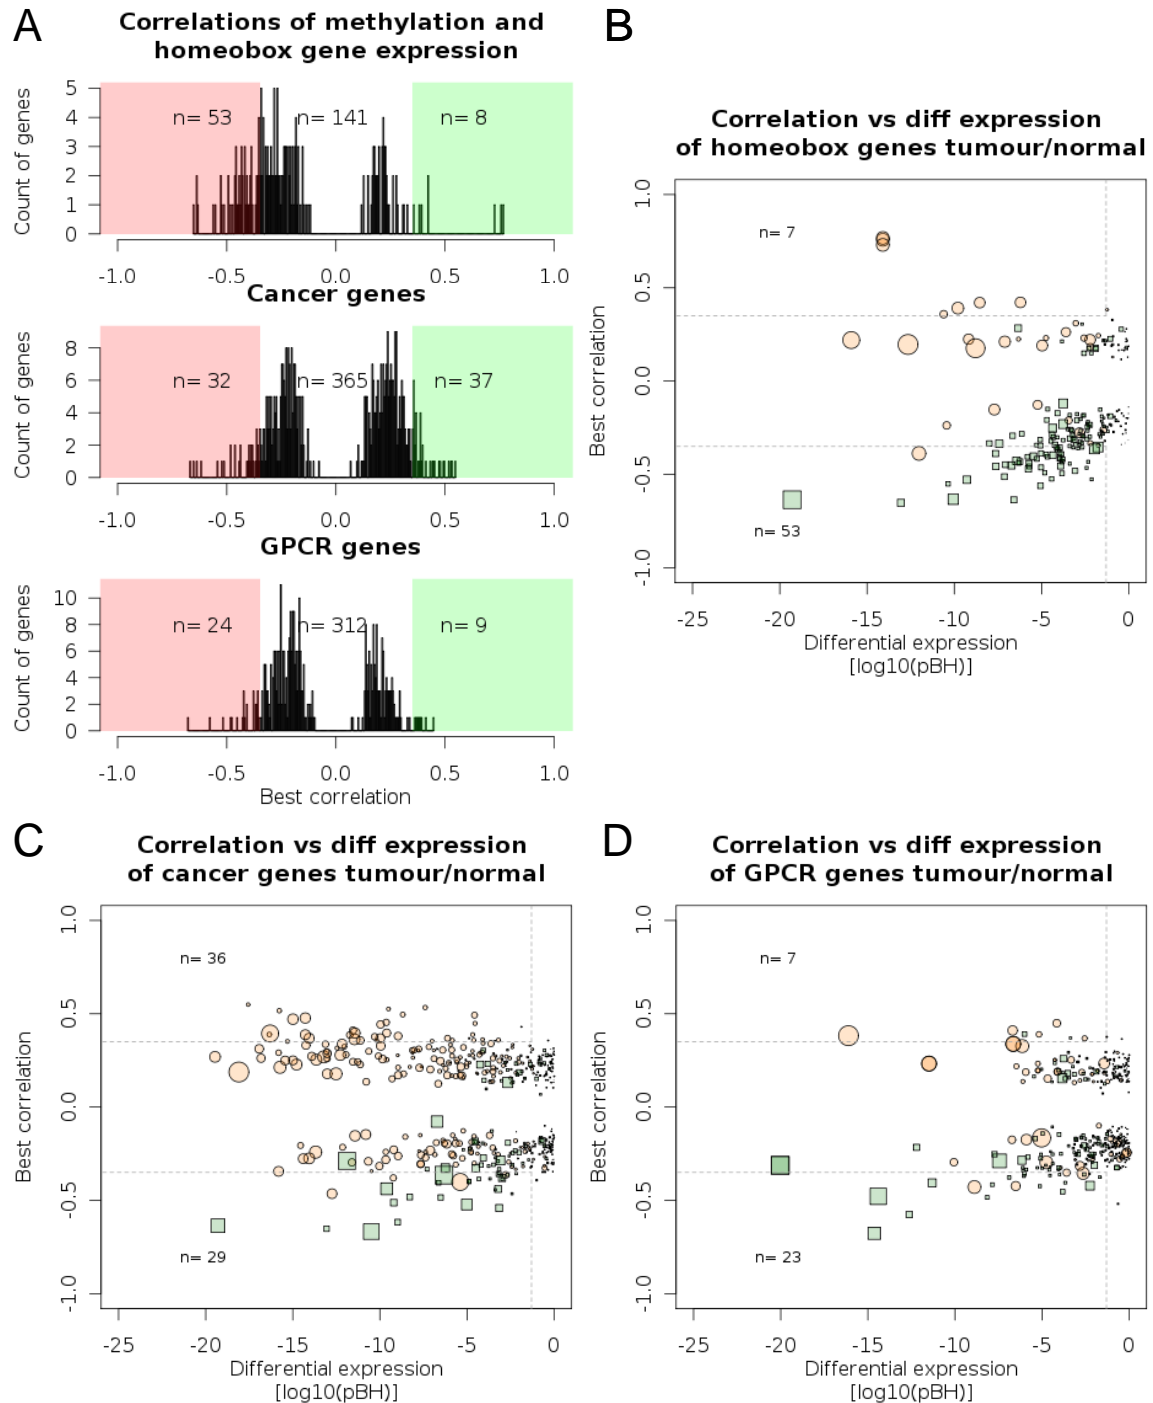 A
Correlations of methylation and
homeobox gene expression
Count of genes
5
4
3
2
1
0
n= 53
n= 141
n= 8
-1.0
-0.5
0.0
0.5
1.0
Cancer genes
Count of genes
8
6
4
2
0
n= 32
n= 365
n= 37
-1.0
-0.5
0.0
0.5
1.0
GPCR genes
Count of genes
10
8
6
4
2
0
n= 24
n= 312
n= 9
-1.0
-0.5
0.0
0.5
1.0
Best correlation
B
Correlation vs diff expression
of homeobox genes tumour/normal
Best correlation
1.0
0.5
0.0
-0.5
-1.0
n= 7
n= 53
-25
-20
-15
-10
-5
0
Differential expression
[log10(pBH)]
C
Correlation vs diff expression
of cancer genes tumour/normal
Best correlation
1.0
0.5
0.0
-0.5
-1.0
n= 36
n= 29
-25
-20
-15
-10
-5
0
Differential expression
[log10(pBH)]
D
Correlation vs diff expression
of GPCR genes tumour/normal
Best correlation
1.0
0.5
0.0
-0.5
-1.0
n= 7
n= 23
-25
-20
-15
-10
-5
0
Differential expression
[log10(pBH)]